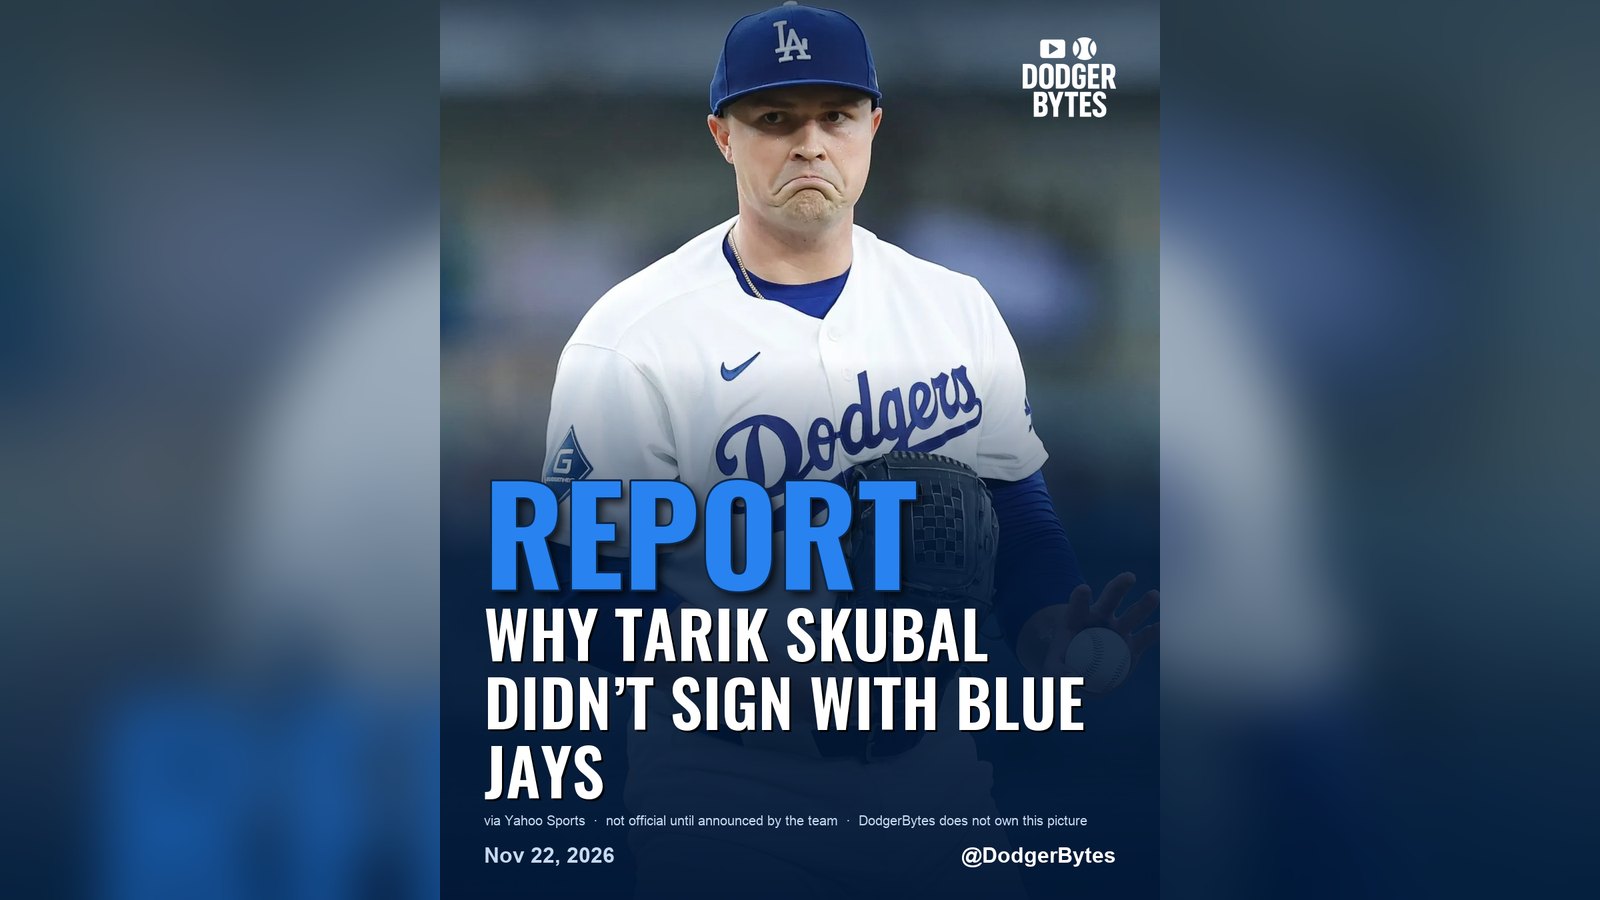 LA
DODGER
BYTES
Dodgers
G
REPORT
WHY TARIK SKUBAL
DIDN’T SIGN WITH BLUE
JAYS
via Yahoo Sports · not official until announced by the team · DodgerBytes does not own this picture
Nov 22, 2026
@DodgerBytes